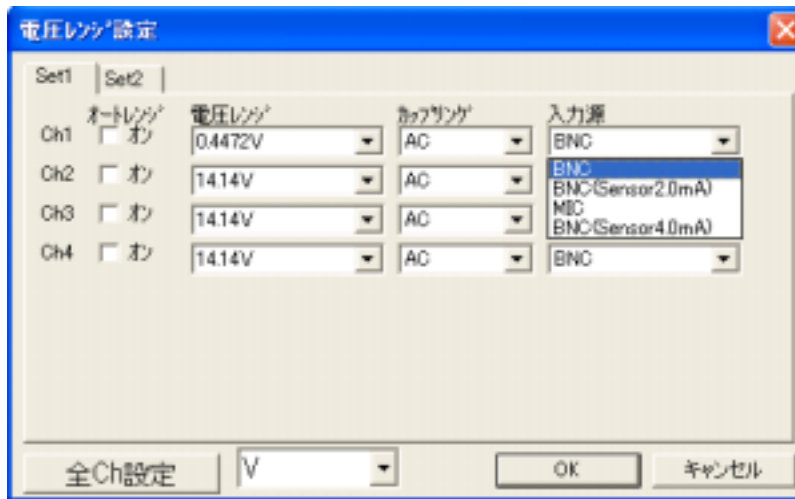 電圧レンジ設定
Set1 Set2
オートレンジ 電圧レンジ カップリング 入力源
Ch1 オン 0.4472V AC BNC
Ch2 オン 14.14V AC BNC
BNC(Sensor2.0mA)
Ch3 オン 14.14V AC MIC
BNC(Sensor4.0mA)
Ch4 オン 14.14V AC BNC
全Ch設定 V OK キャンセル